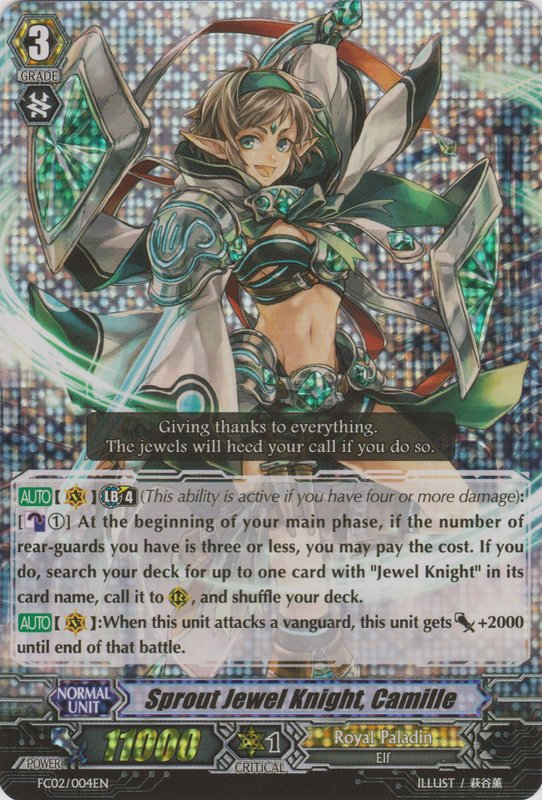 3
GRADE
Giving thanks to everything.
The jewels will heed your call if you do so.
AUTO【 V 】 LB 4 (This ability is active if you have four or more damage):
[ ①] At the beginning of your main phase, if the number of
rear-guards you have is three or less, you may pay the cost. If you
do, search your deck for up to one card with "Jewel Knight" in its
card name, call it to R , and shuffle your deck.
AUTO【 V 】:When this unit attacks a vanguard, this unit gets +2000
until end of that battle.
NORMAL
UNIT
Sprout Jewel Knight, Camille
POWER
11000
1
CRITICAL
Royal Paladin
Elf
FC02/004EN
ILLUST / 萩谷薫